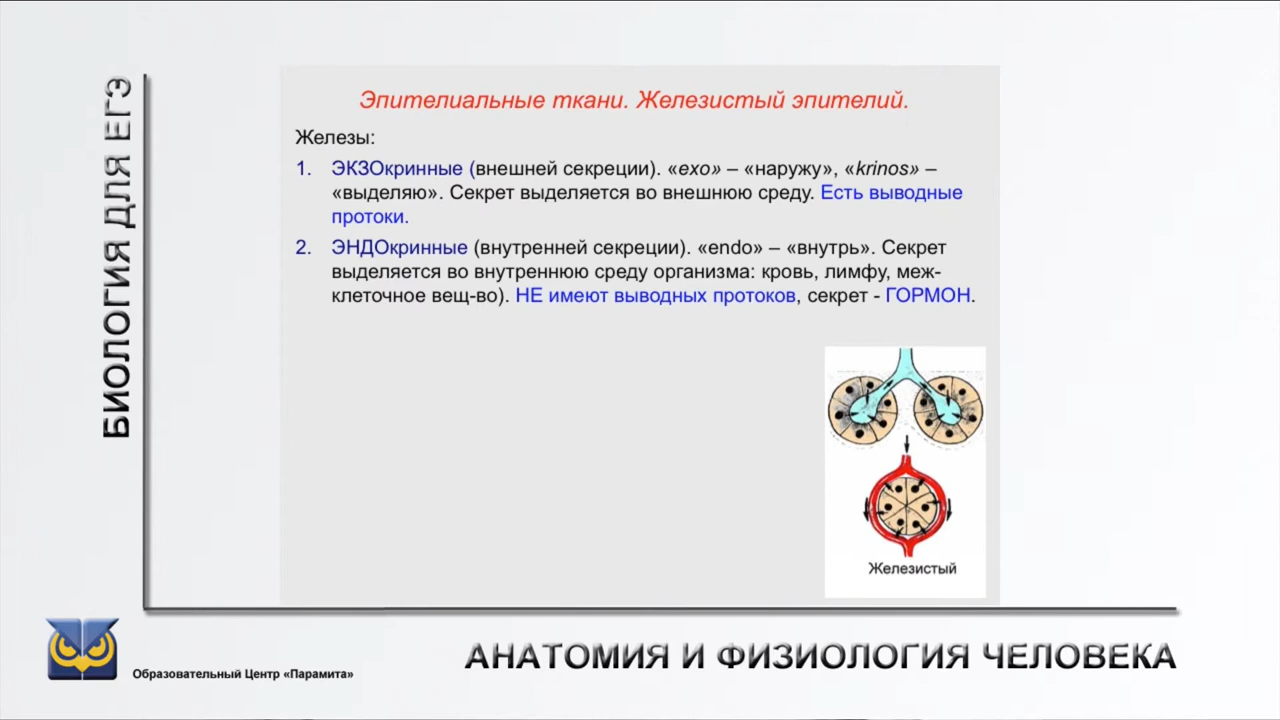 БИОЛОГИЯ ДЛЯ ЕГЭ
Эпителиальные ткани. Железистый эпителий.
Железы:
1. ЭКЗОкринные (внешней секреции). «exo» – «наружу», «krinos» –
«выделяю». Секрет выделяется во внешнюю среду. Есть выводные
протоки.
2. ЭНДОкринные (внутренней секреции). «endo» – «внутрь». Секрет
выделяется во внутреннюю среду организма: кровь, лимфу, меж-
клеточное вещ-во). НЕ имеют выводных протоков, секрет - ГОРМОН.
Железистый
Образовательный Центр «Парамита»
АНАТОМИЯ И ФИЗИОЛОГИЯ ЧЕЛОВЕКА